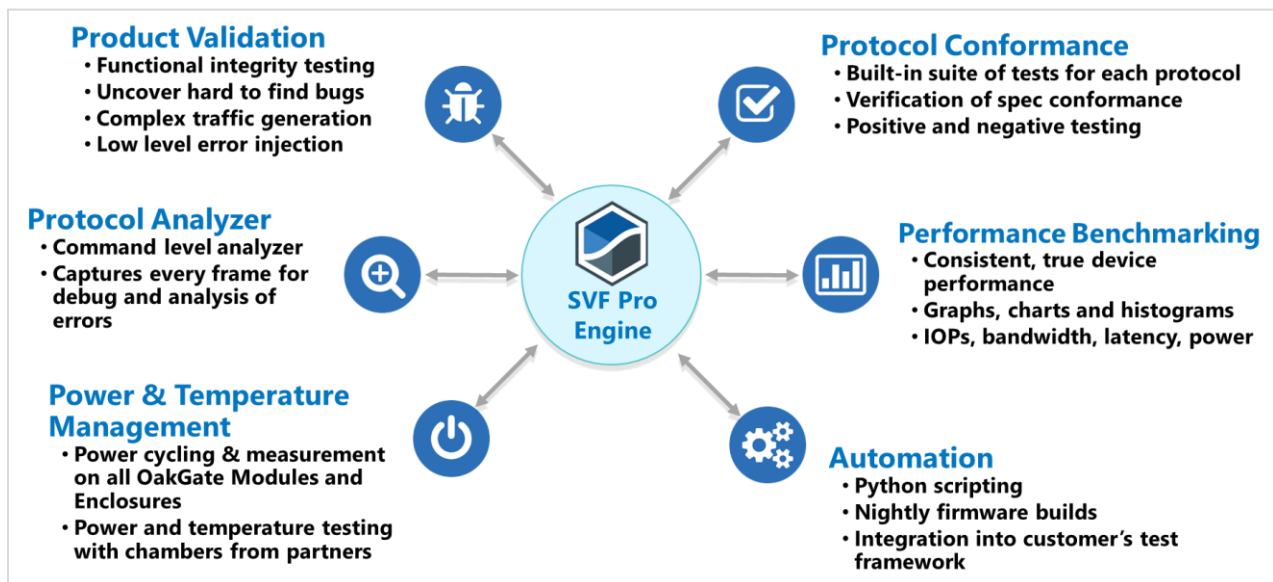 Product Validation
• Functional integrity testing
• Uncover hard to find bugs
• Complex traffic generation
• Low level error injection
Protocol Conformance
• Built-in suite of tests for each protocol
• Verification of spec conformance
• Positive and negative testing
Protocol Analyzer
• Command level analyzer
• Captures every frame for
debug and analysis of
errors
SVF Pro
Engine
Performance Benchmarking
• Consistent, true device
performance
• Graphs, charts and histograms
• IOPs, bandwidth, latency, power
Power & Temperature
Management
• Power cycling & measurement
on all OakGate Modules and
Enclosures
• Power and temperature testing
with chambers from partners
Automation
• Python scripting
• Nightly firmware builds
• Integration into customer's test
framework